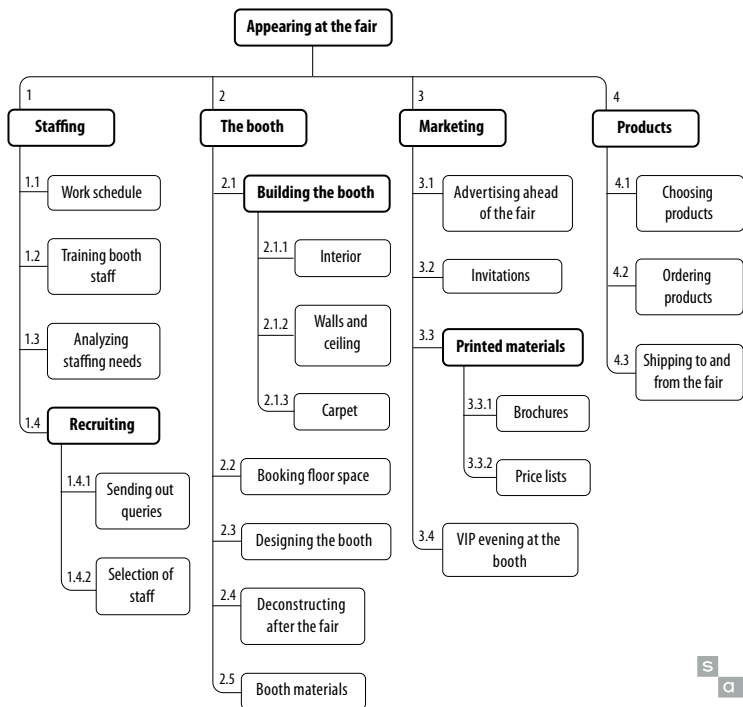 Appearing at the fair
1
Staffing
1.1
Work schedule
1.2
Training booth
staff
1.3
Analyzing
staffing needs
1.4
Recruiting
1.4.1
Sending out
queries
1.4.2
Selection of
staff
2
The booth
2.1
Building the booth
2.1.1
Interior
2.1.2
Walls and
ceiling
2.1.3
Carpet
2.2
Booking floor space
2.3
Designing the booth
2.4
Deconstructing
after the fair
2.5
Booth materials
3
Marketing
3.1
Advertising ahead
of the fair
3.2
Invitations
3.3
Printed materials
3.3.1
Brochures
3.3.2
Price lists
3.4
VIP evening at the
booth
4
Products
4.1
Choosing
products
4.2
Ordering
products
4.3
Shipping to and
from the fair
s
a